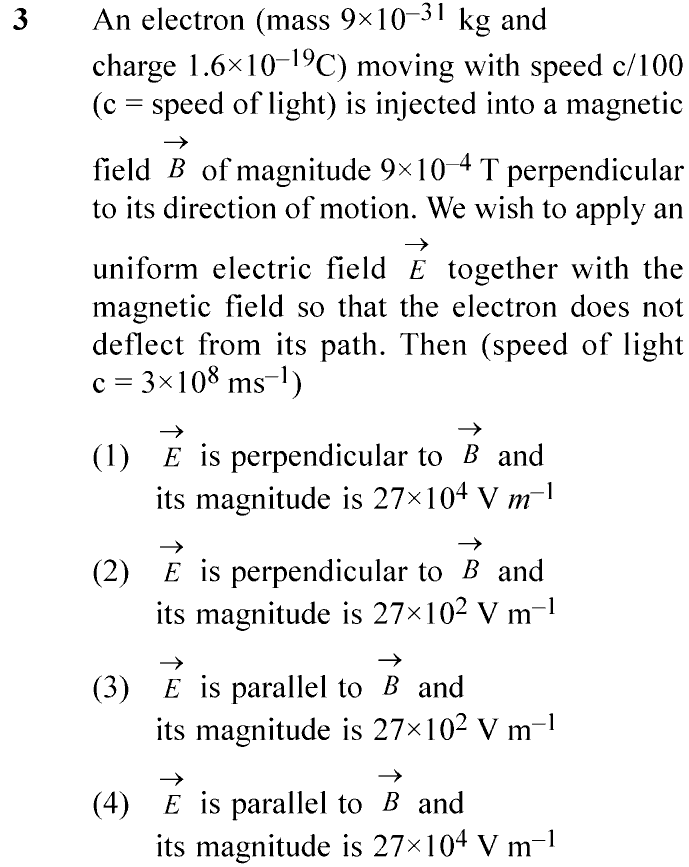 3 An electron (mass 9×10⁻³¹ kg and
charge 1.6×10⁻¹⁹C) moving with speed c/100
(c = speed of light) is injected into a magnetic
field B⃗ of magnitude 9×10⁻⁴ T perpendicular
to its direction of motion. We wish to apply an
uniform electric field E⃗ together with the
magnetic field so that the electron does not
deflect from its path. Then (speed of light
c = 3×10⁸ ms⁻¹)
(1) E⃗ is perpendicular to B⃗ and
its magnitude is 27×10⁴ V m⁻¹
(2) E⃗ is perpendicular to B⃗ and
its magnitude is 27×10² V m⁻¹
(3) E⃗ is parallel to B⃗ and
its magnitude is 27×10² V m⁻¹
(4) E⃗ is parallel to B⃗ and
its magnitude is 27×10⁴ V m⁻¹